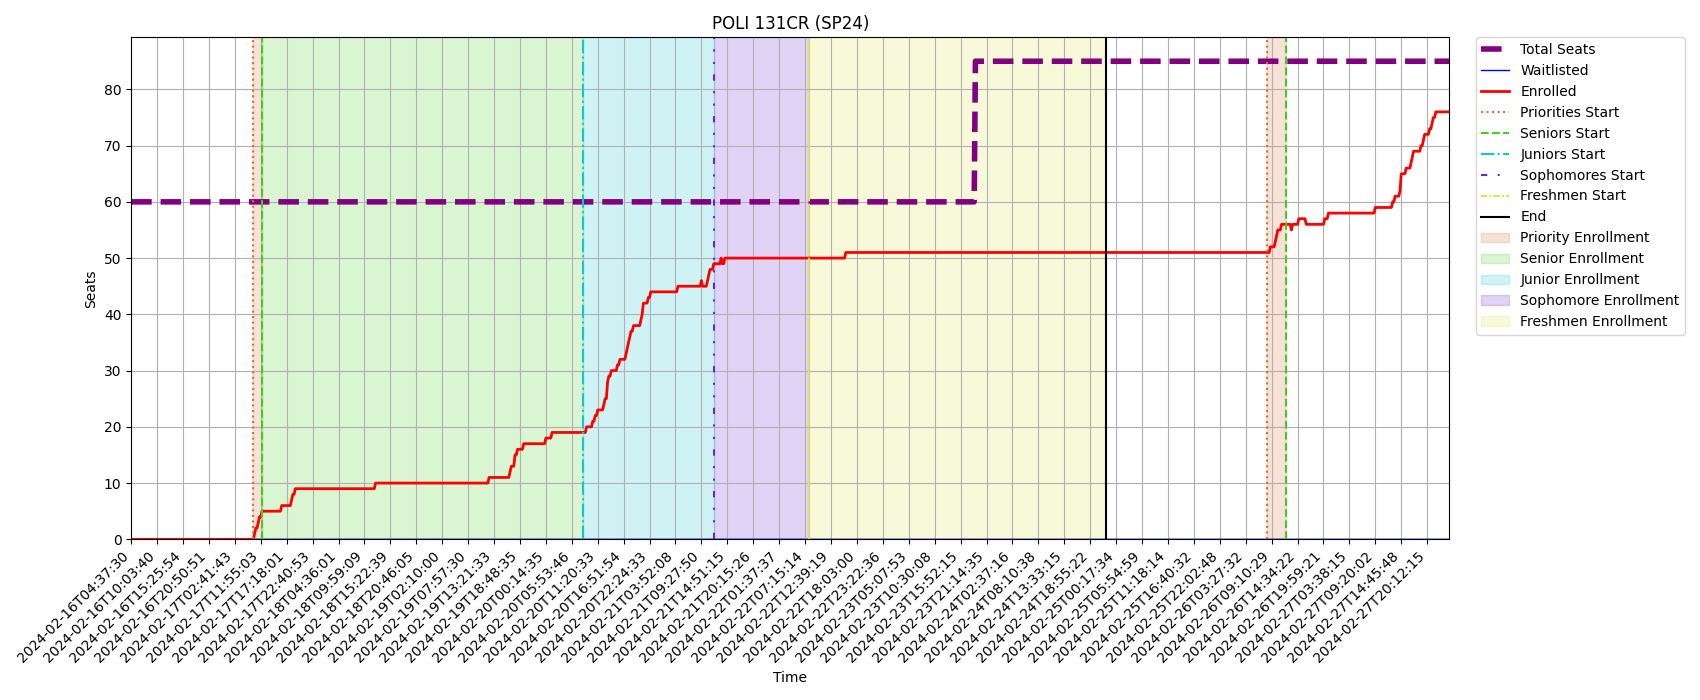 POLI 131CR (SP24)
Total Seats
Waitlisted
Enrolled
Priorities Start
Seniors Start
Juniors Start
Sophomores Start
Freshmen Start
End
Priority Enrollment
Senior Enrollment
Junior Enrollment
Sophomore Enrollment
Freshmen Enrollment
Seats
80
70
60
50
40
30
20
10
0
2024-02-16T04:37:30
2024-02-16T10:03:40
2024-02-16T15:25:54
2024-02-16T20:50:51
2024-02-17T02:41:43
2024-02-17T11:55:03
2024-02-17T17:18:01
2024-02-17T22:40:53
2024-02-18T04:36:01
2024-02-18T09:59:09
2024-02-18T15:22:39
2024-02-18T20:46:05
2024-02-19T02:10:00
2024-02-19T07:57:30
2024-02-19T13:21:33
2024-02-19T18:48:35
2024-02-20T00:14:35
2024-02-20T05:53:46
2024-02-20T11:20:33
2024-02-20T16:51:54
2024-02-20T22:24:33
2024-02-21T03:52:08
2024-02-21T09:27:50
2024-02-21T14:51:15
2024-02-21T20:15:26
2024-02-22T01:37:37
2024-02-22T07:15:14
2024-02-22T12:39:19
2024-02-22T18:03:00
2024-02-22T23:22:36
2024-02-23T05:07:53
2024-02-23T10:30:08
2024-02-23T15:52:15
2024-02-23T21:14:35
2024-02-24T02:37:16
2024-02-24T08:10:38
2024-02-24T13:33:15
2024-02-24T18:55:22
2024-02-25T00:17:34
2024-02-25T05:54:59
2024-02-25T11:18:14
2024-02-25T16:40:32
2024-02-25T22:02:48
2024-02-26T03:27:32
2024-02-26T09:10:29
2024-02-26T14:34:22
2024-02-26T19:59:21
2024-02-27T03:38:15
2024-02-27T09:20:02
2024-02-27T14:45:48
2024-02-27T20:12:15
Time